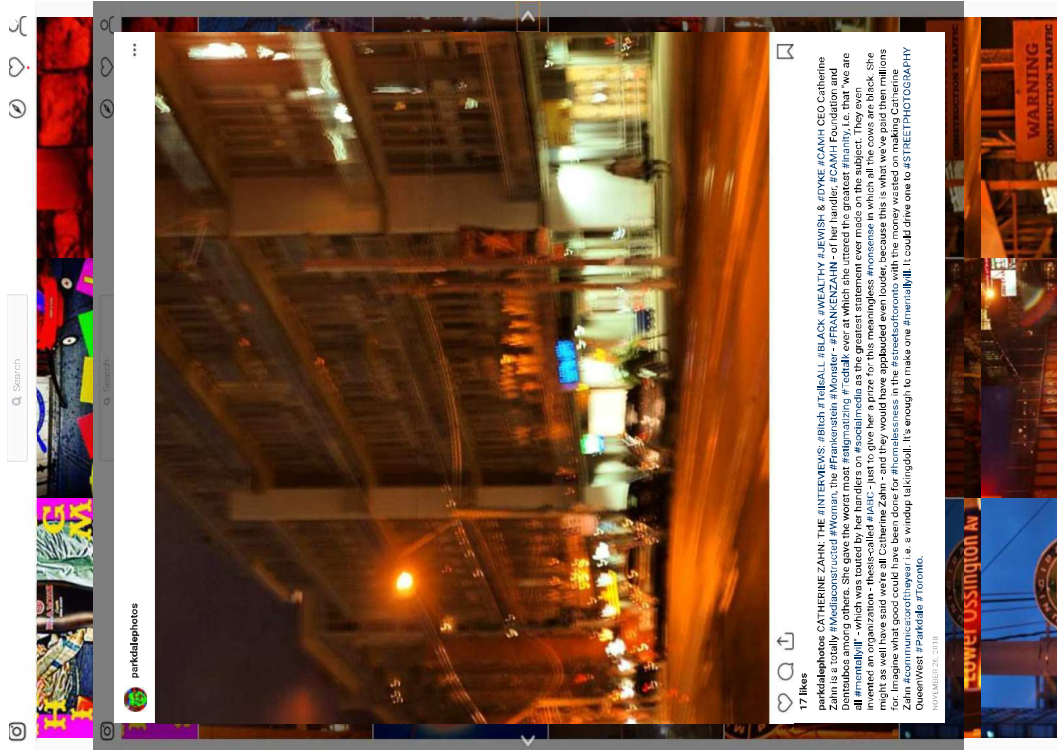 Search
Search
parkdalephotos
17 likes
parkdalephotos CATHERINE ZAHN: THE #INTERVIEWS: #Bitch #TellsALL #BLACK #WEALTHY #JEWISH & #DYKE #CAMH CEO Catherine
Zahn is a totally #Mediaconstructed #Woman, the #Frankenstein #Monster - #FRANKENZAHN - of her handler, #CAMH Foundation and
Dentsubos among others. She gave the worst most #stigmatizing #Tedtalk ever at which she uttered the greatest #inanity, i.e. that "we are
all #mentallyill" - which was touted by her handlers on #socialmedia as the greatest statement ever made on the subject. They even
invented an organization - thesis-called #IABC - just to give her a prize for this meaningless #nonsense in which all the cows are black. She
might as well have said we're all Catherine Zahn - and they would have applauded even louder, because this is what we've paid them millions
for. Imagine what good could have been done for #homelessness in the #streetsoftoronto with the money wasted on making Catherine
Zahn #communicatoroftheyear i.e. a windup talkingdoll. It's enough to make one #mentallyill. It could drive one to #STREETPHOTOGRAPHY
QueenWest #Parkdale #Toronto.
NOVEMBER 26, 2018
WARNING
CONSTRUCTION TRAFFIC
CONSTRUCTION TRAFFIC
Lower Ossington Av